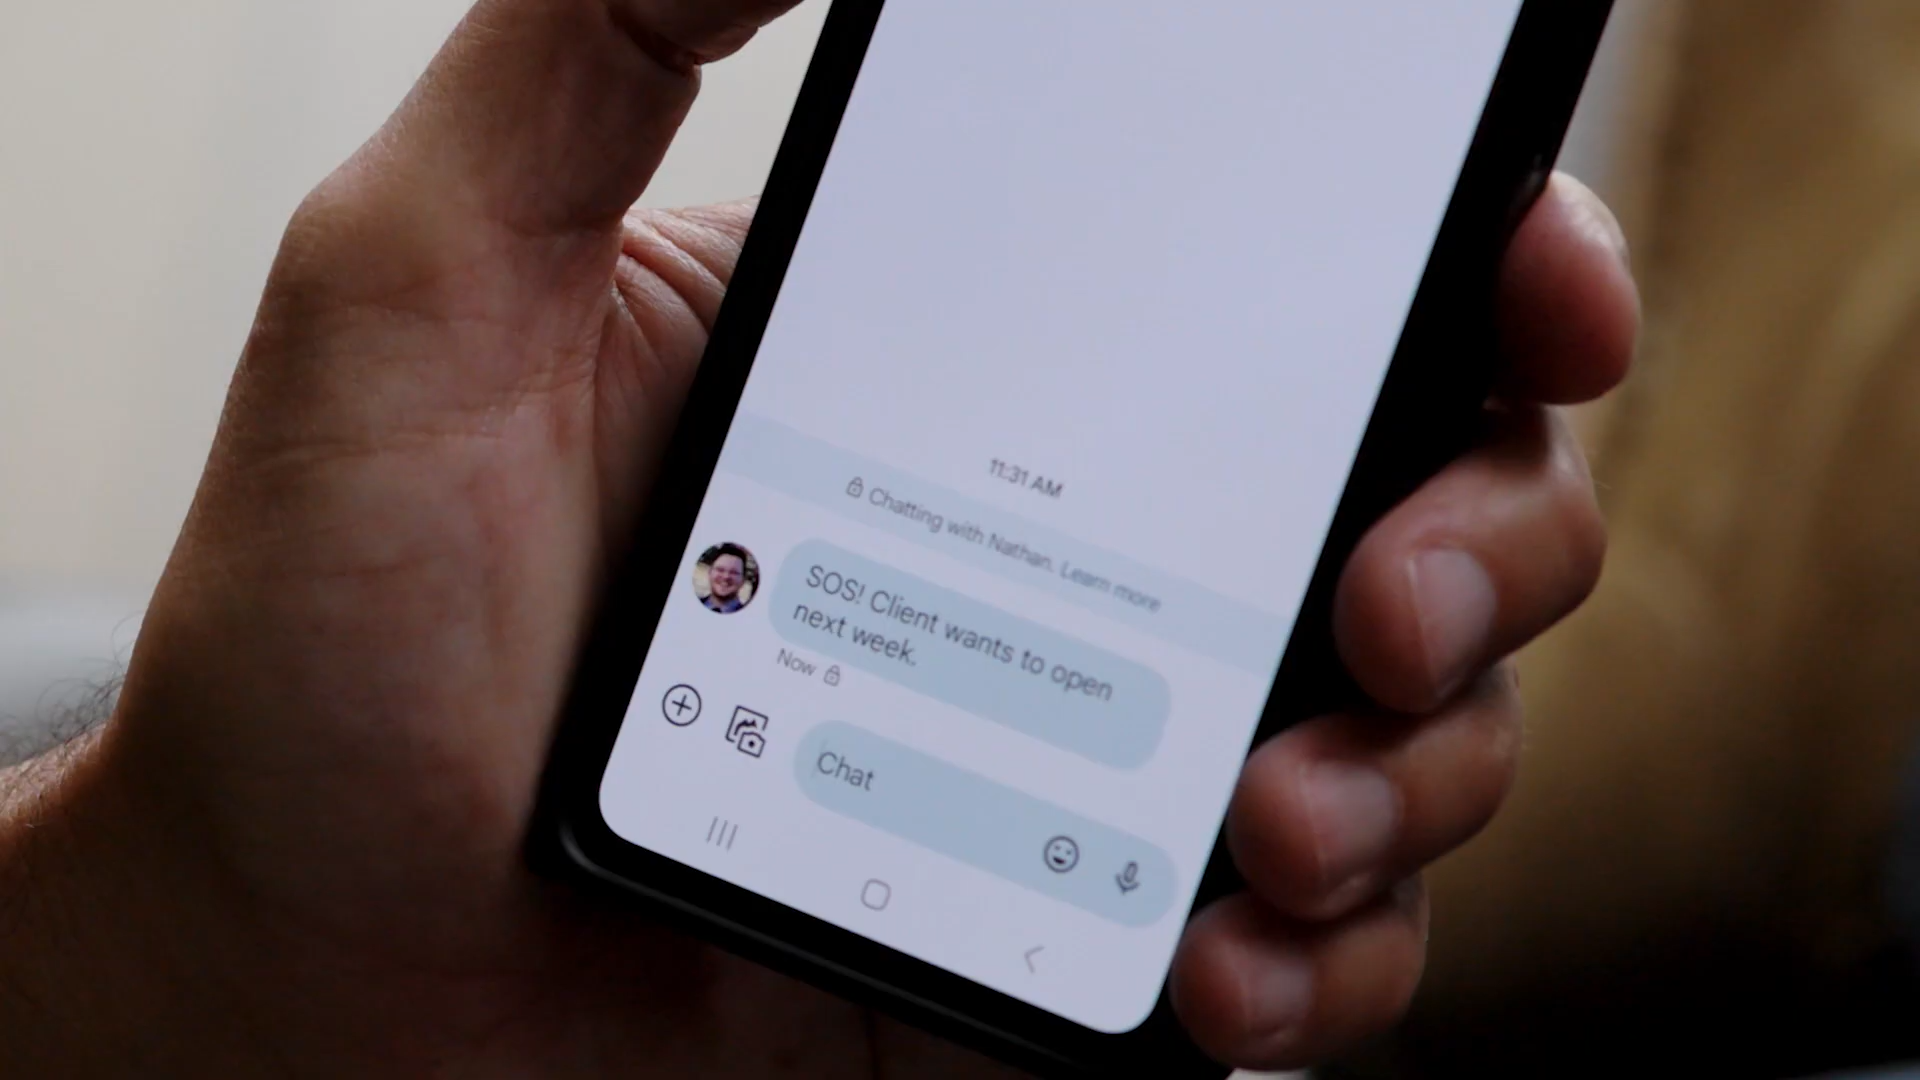 11:31 AM
Chatting with Nathan. Learn more
SOS! Client wants to open
next week.
Now
Chat